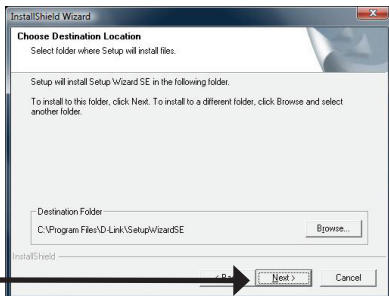 InstallShield Wizard
Choose Destination Location
Select folder where Setup will install files.
Setup will install Setup Wizard SE in the following folder.
To install to this folder, click Next. To install to a different folder, click Browse and select
another folder.
Destination Folder
C:\Program Files\D-Link\SetupWizardSE
Browse...
InstallShield
Next > Cancel